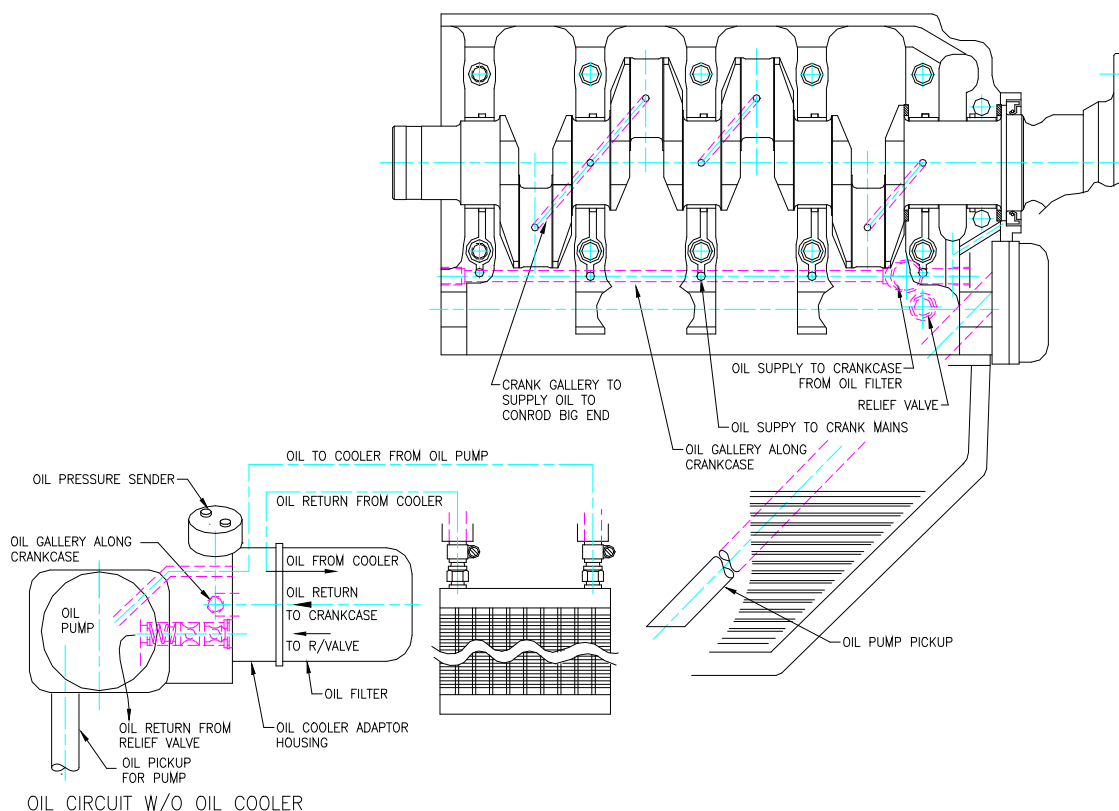 OIL SUPPLY TO CRANKCASE
FROM OIL FILTER
CRANK GALLERY TO
SUPPLY OIL TO
CONROD BIG END
RELIEF VALVE
OIL SUPPY TO CRANK MAINS
OIL GALLERY ALONG
CRANKCASE
OIL TO COOLER FROM OIL PUMP
OIL PRESSURE SENDER
OIL RETURN FROM COOLER
OIL GALLERY ALONG
CRANKCASE
OIL FROM COOLER
OIL RETURN
TO CRANKCASE
OIL
PUMP
TO R/VALVE
OIL PUMP PICKUP
OIL FILTER
OIL RETURN FROM
RELIEF VALVE
OIL COOLER ADAPTOR
HOUSING
OIL PICKUP
FOR PUMP
OIL CIRCUIT W/O OIL COOLER